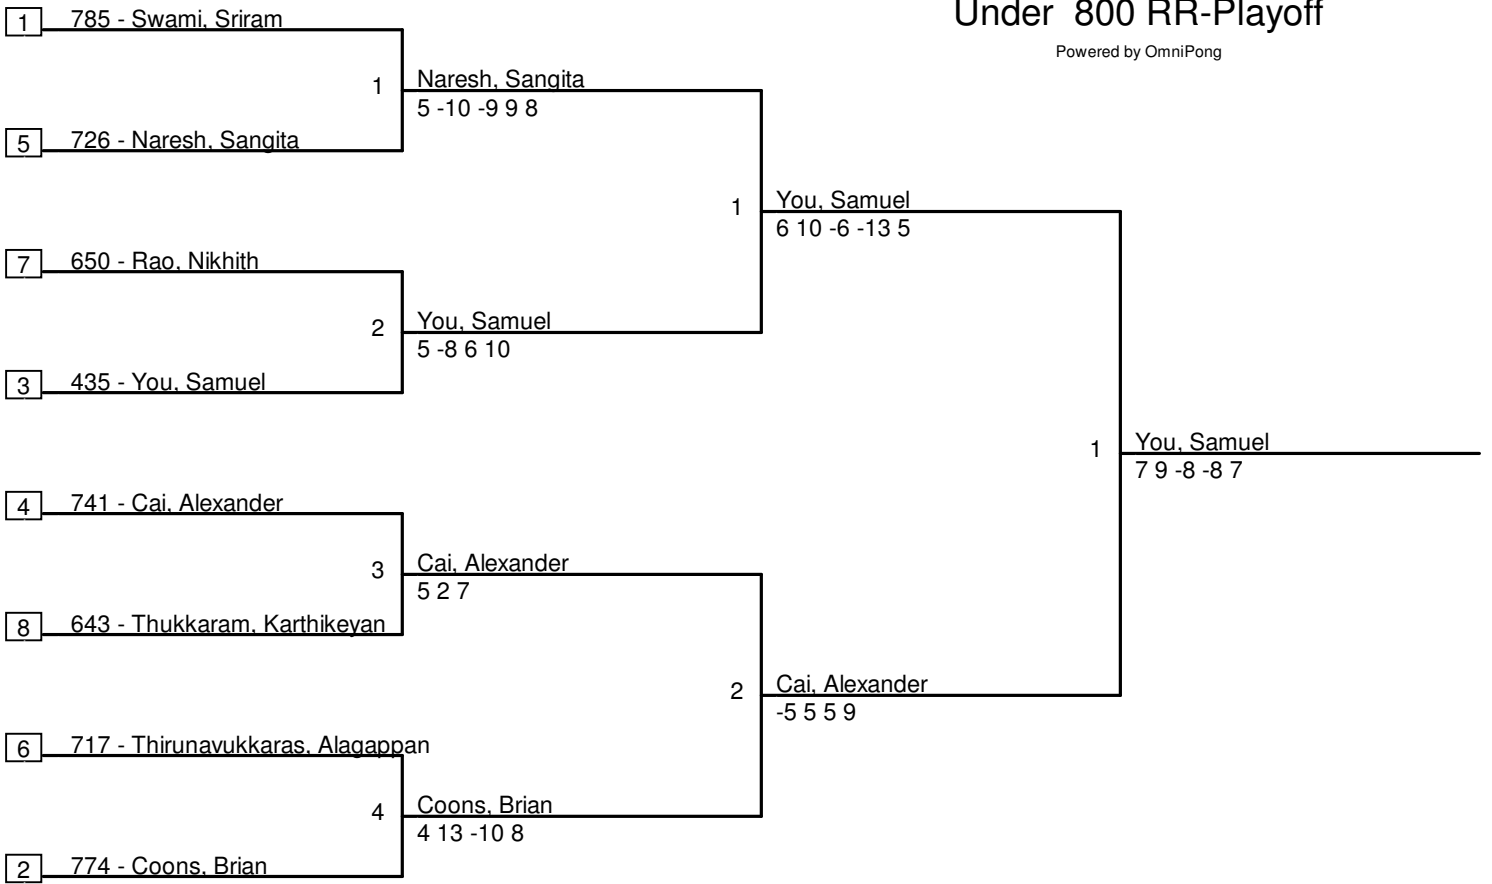 Under 800 RR-Playoff
Powered by OmniPong
1 785 - Swami, Sriram
1 Naresh, Sangita
5 -10 -9 9 8
5 726 - Naresh, Sangita
1 You, Samuel
6 10 -6 -13 5
7 650 - Rao, Nikhith
2 You, Samuel
5 -8 6 10
3 435 - You, Samuel
1 You, Samuel
7 9 -8 -8 7
4 741 - Cai, Alexander
3 Cai, Alexander
5 2 7
8 643 - Thukkaram, Karthikeyan
2 Cai, Alexander
-5 5 5 9
6 717 - Thirunavukkaras, Alagappan
4 Coons, Brian
4 13 -10 8
2 774 - Coons, Brian